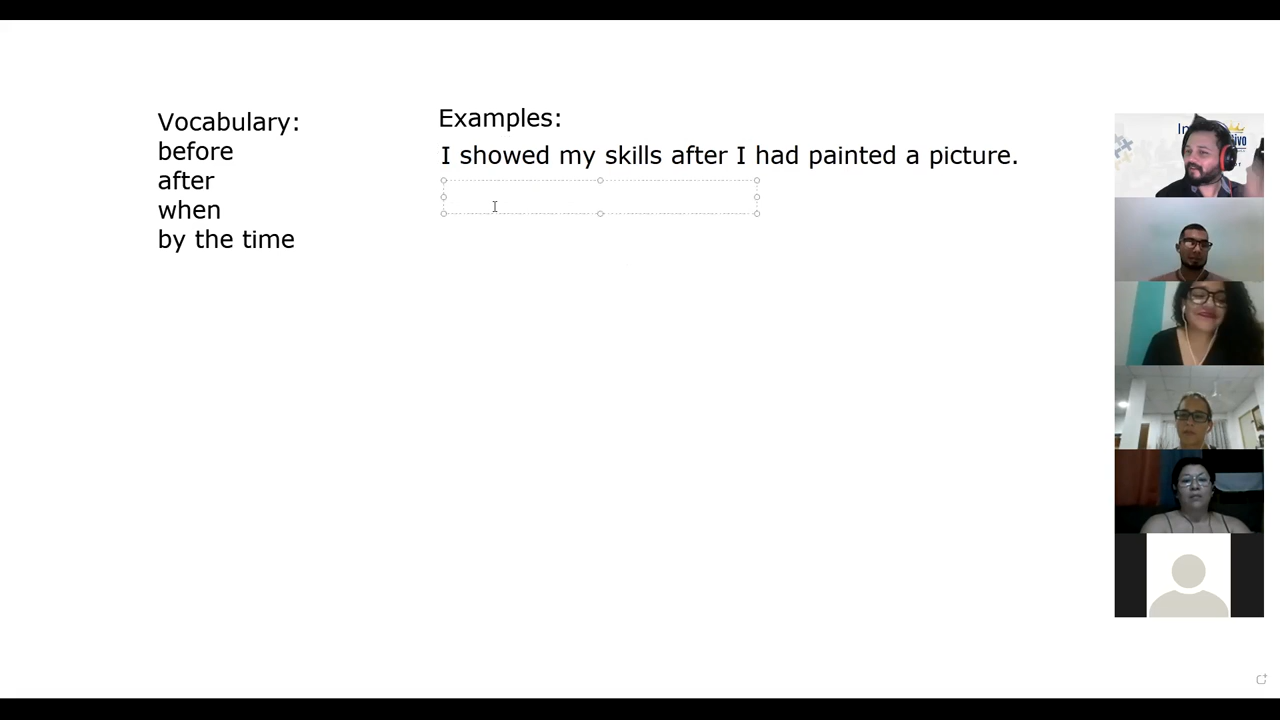 Vocabulary:
before
after
when
by the time
Examples:
I showed my skills after I had painted a picture.